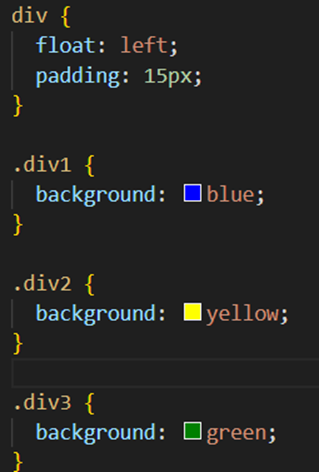 div {
  float: left;
  padding: 15px;
}

.div1 {
  background: blue;
}

.div2 {
  background: yellow;
}

.div3 {
  background: green;
}